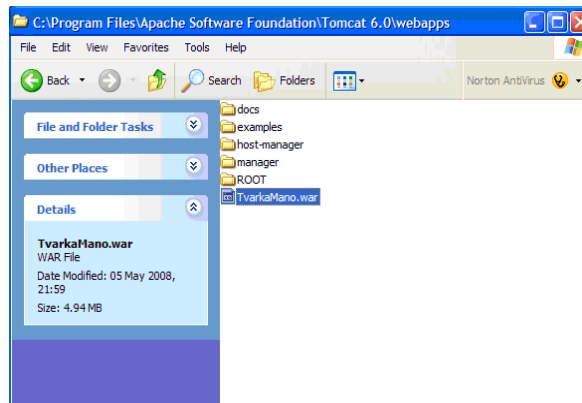 C:\Program Files\Apache Software Foundation\Tomcat 6.0\webapps
File Edit View Favorites Tools Help
Back Search Folders Norton AntiVirus
File and Folder Tasks
Other Places
Details
TvarkaMano.war
WAR File
Date Modified: 05 May 2008,
21:59
Size: 4.94 MB
docs
examples
host-manager
manager
ROOT
TvarkaMano.war